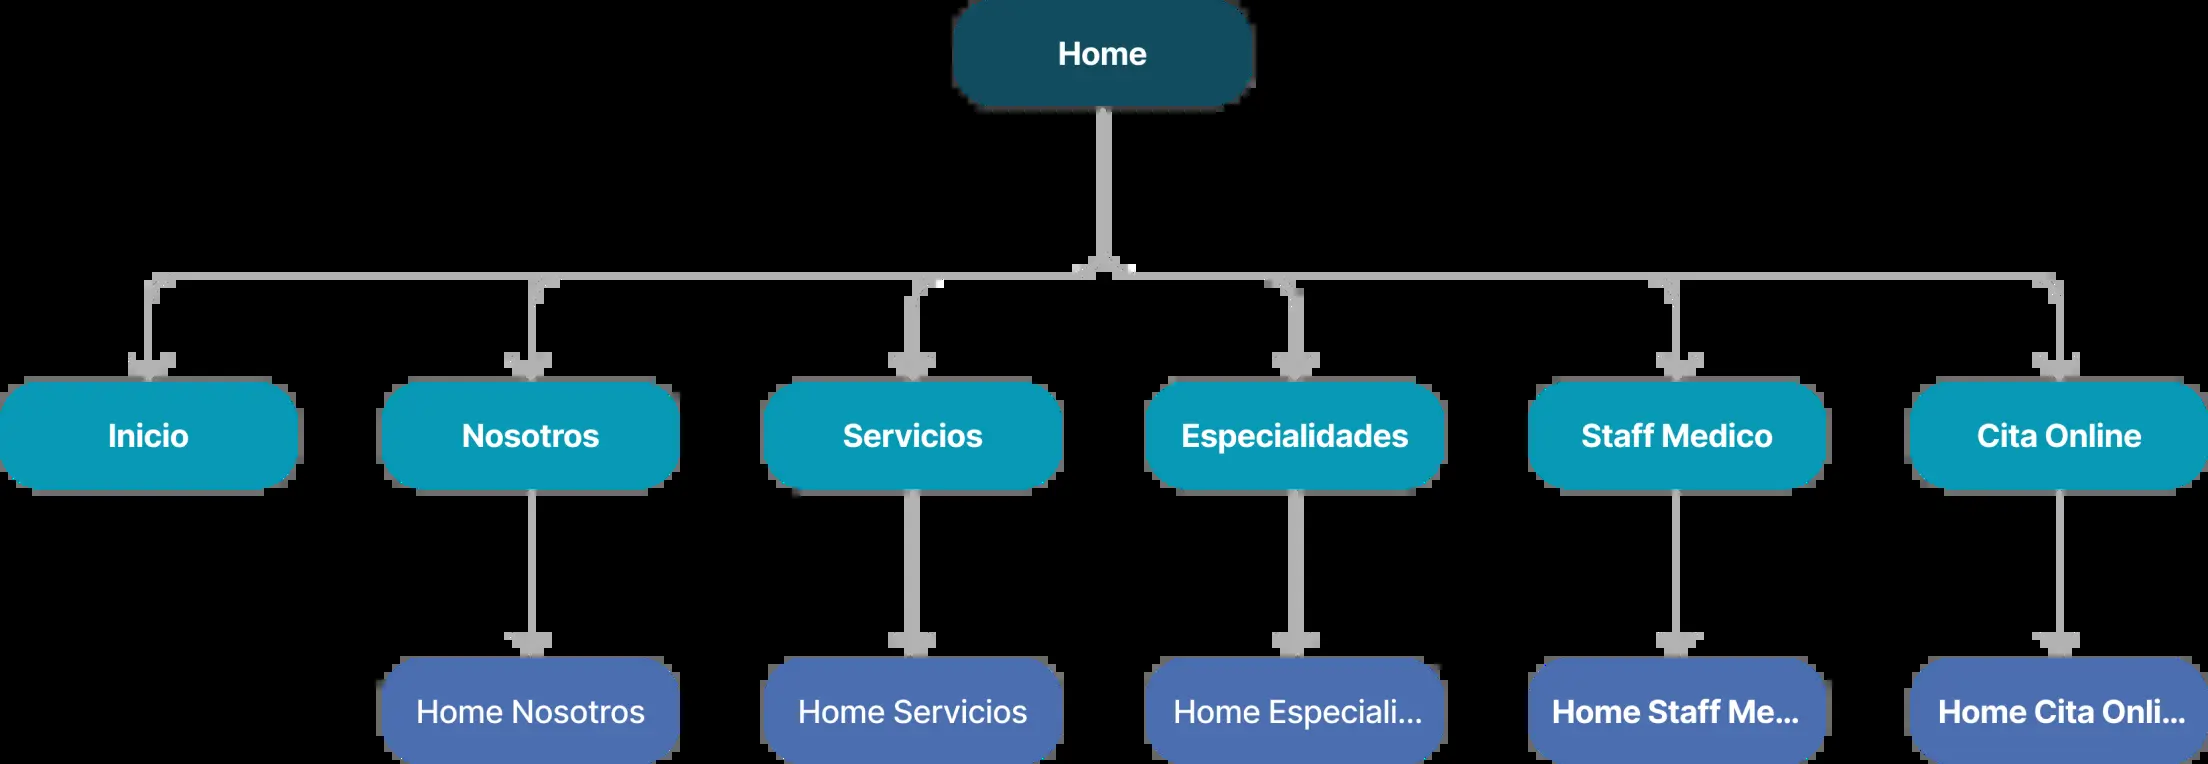 Home
Inicio
Nosotros
Servicios
Especialidades
Staff Medico
Cita Online
Home Nosotros
Home Servicios
Home Especiali...
Home Staff Me...
Home Cita Onli...